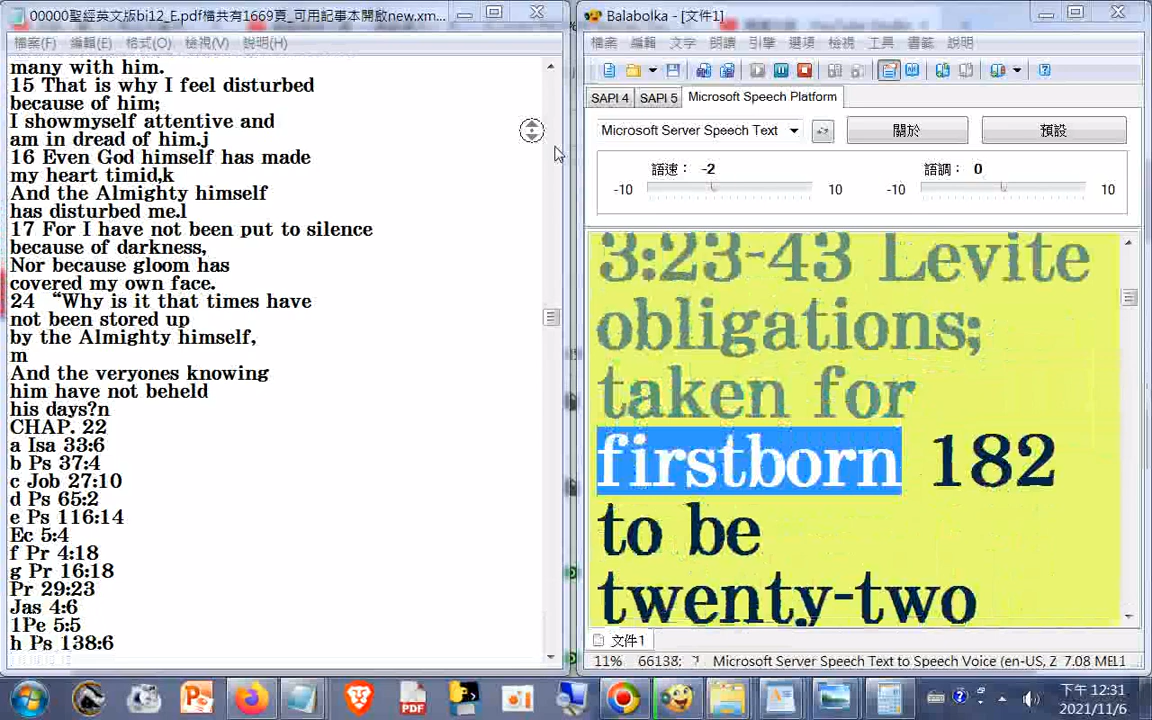 00000聖經英文版bi12_E.pdf檔共有1669頁_可用記事本開啟new.xm...
檔案(F) 編輯(E) 格式(O) 檢視(V) 說明(H)
many with him.
15 That is why I feel disturbed
because of him;
I showmyself attentive and
am in dread of him.j
16 Even God himself has made
my heart timid,k
And the Almighty himself
has disturbed me.l
17 For I have not been put to silence
because of darkness,
Nor because gloom has
covered my own face.
24 “Why is it that times have
not been stored up
by the Almighty himself,
m
And the veryones knowing
him have not beheld
his days?n
CHAP. 22
a Isa 33:6
b Ps 37:4
c Job 27:10
d Ps 65:2
e Ps 116:14
Ec 5:4
f Pr 4:18
g Pr 16:18
Pr 29:23
Jas 4:6
1Pe 5:5
h Ps 138:6
Balabolka - [文件1]
檔案 編輯 文字 朗讀 引擎 選項 檢視 工具 書籤 說明
SAPI 4 SAPI 5 Microsoft Speech Platform
Microsoft Server Speech Text 關於 預設
語速： -2 語調： 0
-10 10 -10 10
3:23-43 Levite
obligations;
taken for
firstborn 182
to be
twenty-two
文件1
11% 66138: Microsoft Server Speech Text to Speech Voice (en-US, Z 7.08 ME
PDF
下午 12:31
2021/11/6